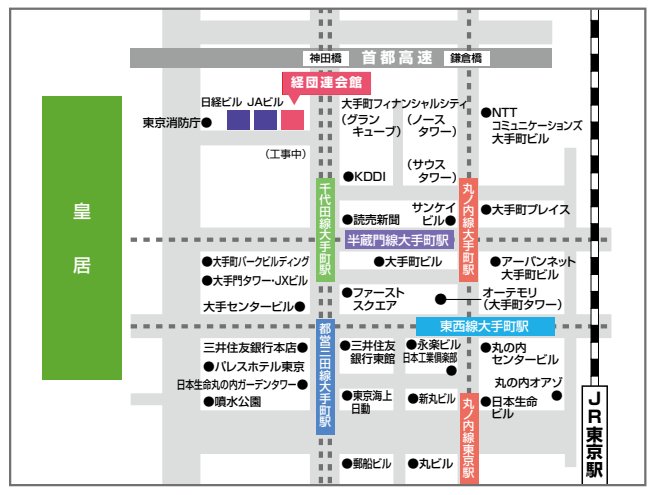 首都高速
神田橋
鎌倉橋
経団連会館
日経ビル JAビル
東京消防庁●
(工事中)
大手町フィナンシャルシティ
(グラン
キューブ)
(ノース
タワー)
(サウス
タワー)
●NTT
コミュニケーションズ
大手町ビル
●KDDI
サンケイ
ビル●
●読売新聞
●大手町プレイス
千代田線大手町駅
丸ノ内線大手町駅
半蔵門線大手町駅
皇居
●大手町パークビルディング
●大手門タワー・JXビル
大手センタービル●
●大手町ビル
●アーバンネット
大手町ビル
●ファースト
スクエア
オーテモリ
(大手町タワー)
東西線大手町駅
都営三田線大手町駅
三井住友銀行本店●
●パレスホテル東京
日本生命丸の内ガーデンタワー●
●噴水公園
●三井住友
銀行東館
●永楽ビル
日本工業倶楽部
●
●丸の内
センタービル
丸の内オアゾ
●
●東京海上
日動
●新丸ビル
丸ノ内線東京駅
●日本生命
ビル
JR東京駅
●郵船ビル
●丸ビル